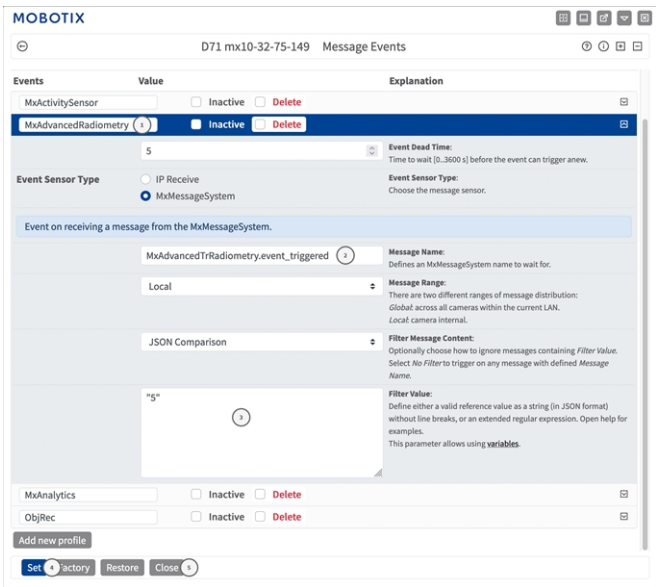 MOBOTIX
D71 mx10-32-75-149 Message Events
Events Value Explanation
MxActivitySensor Inactive Delete
MxAdvancedRadiometry 1 Inactive Delete
5
Event Dead Time:
Time to wait [0..3600 s] before the event can trigger anew.
Event Sensor Type
IP Receive
MxMessageSystem
Event Sensor Type:
Choose the message sensor.
Event on receiving a message from the MxMessageSystem.
MxAdvancedTrRadiometry.event_triggered 2
Message Name:
Defines an MxMessageSystem name to wait for.
Local
Message Range:
There are two different ranges of message distribution:
Global: across all cameras within the current LAN.
Local: camera internal.
JSON Comparison
Filter Message Content:
Optionally choose how to ignore messages containing Filter Value.
Select No Filter to trigger on any message with defined Message
Name.
"5"
3
Filter Value:
Define either a valid reference value as a string (in JSON format)
without line breaks, or an extended regular expression. Open help for
examples.
This parameter allows using variables.
MxAnalytics Inactive Delete
ObjRec Inactive Delete
Add new profile
Set 4 Factory Restore Close 5